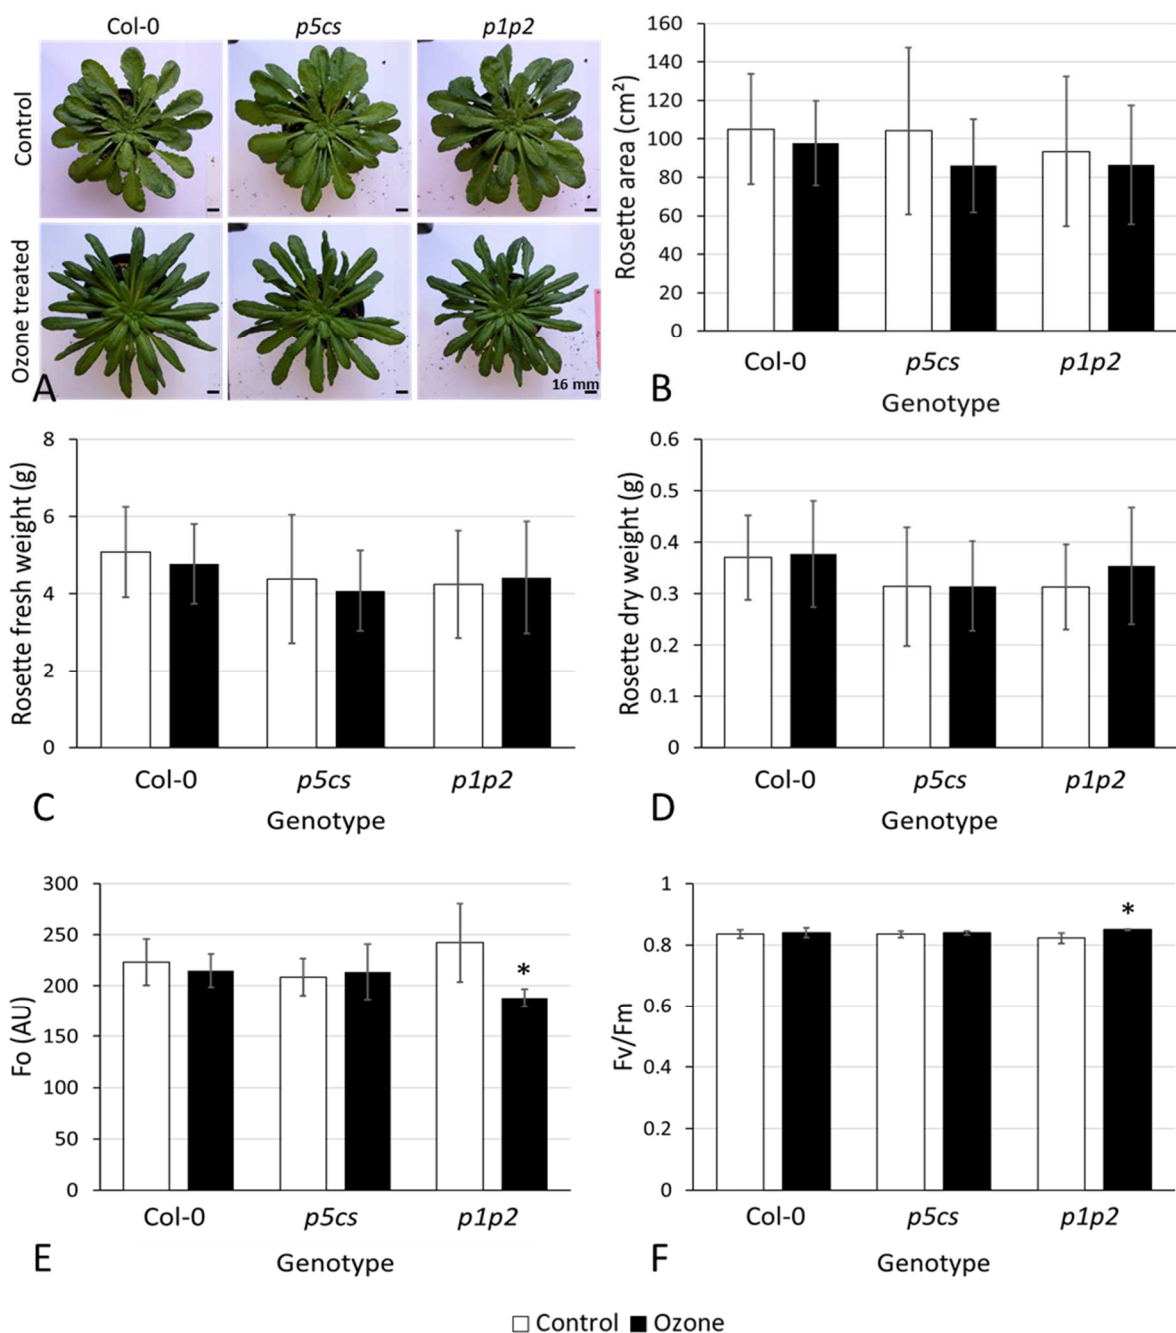 Col-0 p5cs p1p2
Control
Ozone treated
16 mm
A
160
140
120
100
80
60
40
20
0
Rosette area (cm²)
Col-0 p5cs p1p2
Genotype
B
8
6
4
2
0
Rosette fresh weight (g)
Col-0 p5cs p1p2
Genotype
C
0.6
0.5
0.4
0.3
0.2
0.1
0
Rosette dry weight (g)
Col-0 p5cs p1p2
Genotype
D
300
250
200
150
100
50
0
Fo (AU)
*
Col-0 p5cs p1p2
Genotype
E
1
0.8
0.6
0.4
0.2
0
Fv/Fm
*
Col-0 p5cs p1p2
Genotype
F
Control Ozone